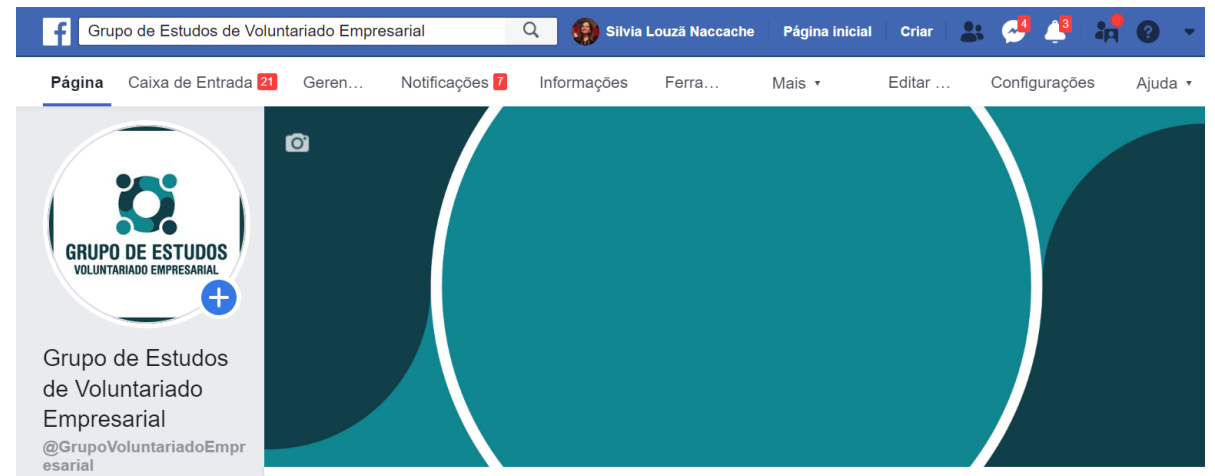 Grupo de Estudos de Voluntariado Empresarial
Silvia Louzã Naccache Página inicial Criar 4 3 ?
Página Caixa de Entrada 21 Geren... Notificações 7 Informações Ferra... Mais Editar ... Configurações Ajuda
GRUPO DE ESTUDOS
VOLUNTARIADO EMPRESARIAL
Grupo de Estudos
de Voluntariado
Empresarial
@GrupoVoluntariadoEmpr
esarial